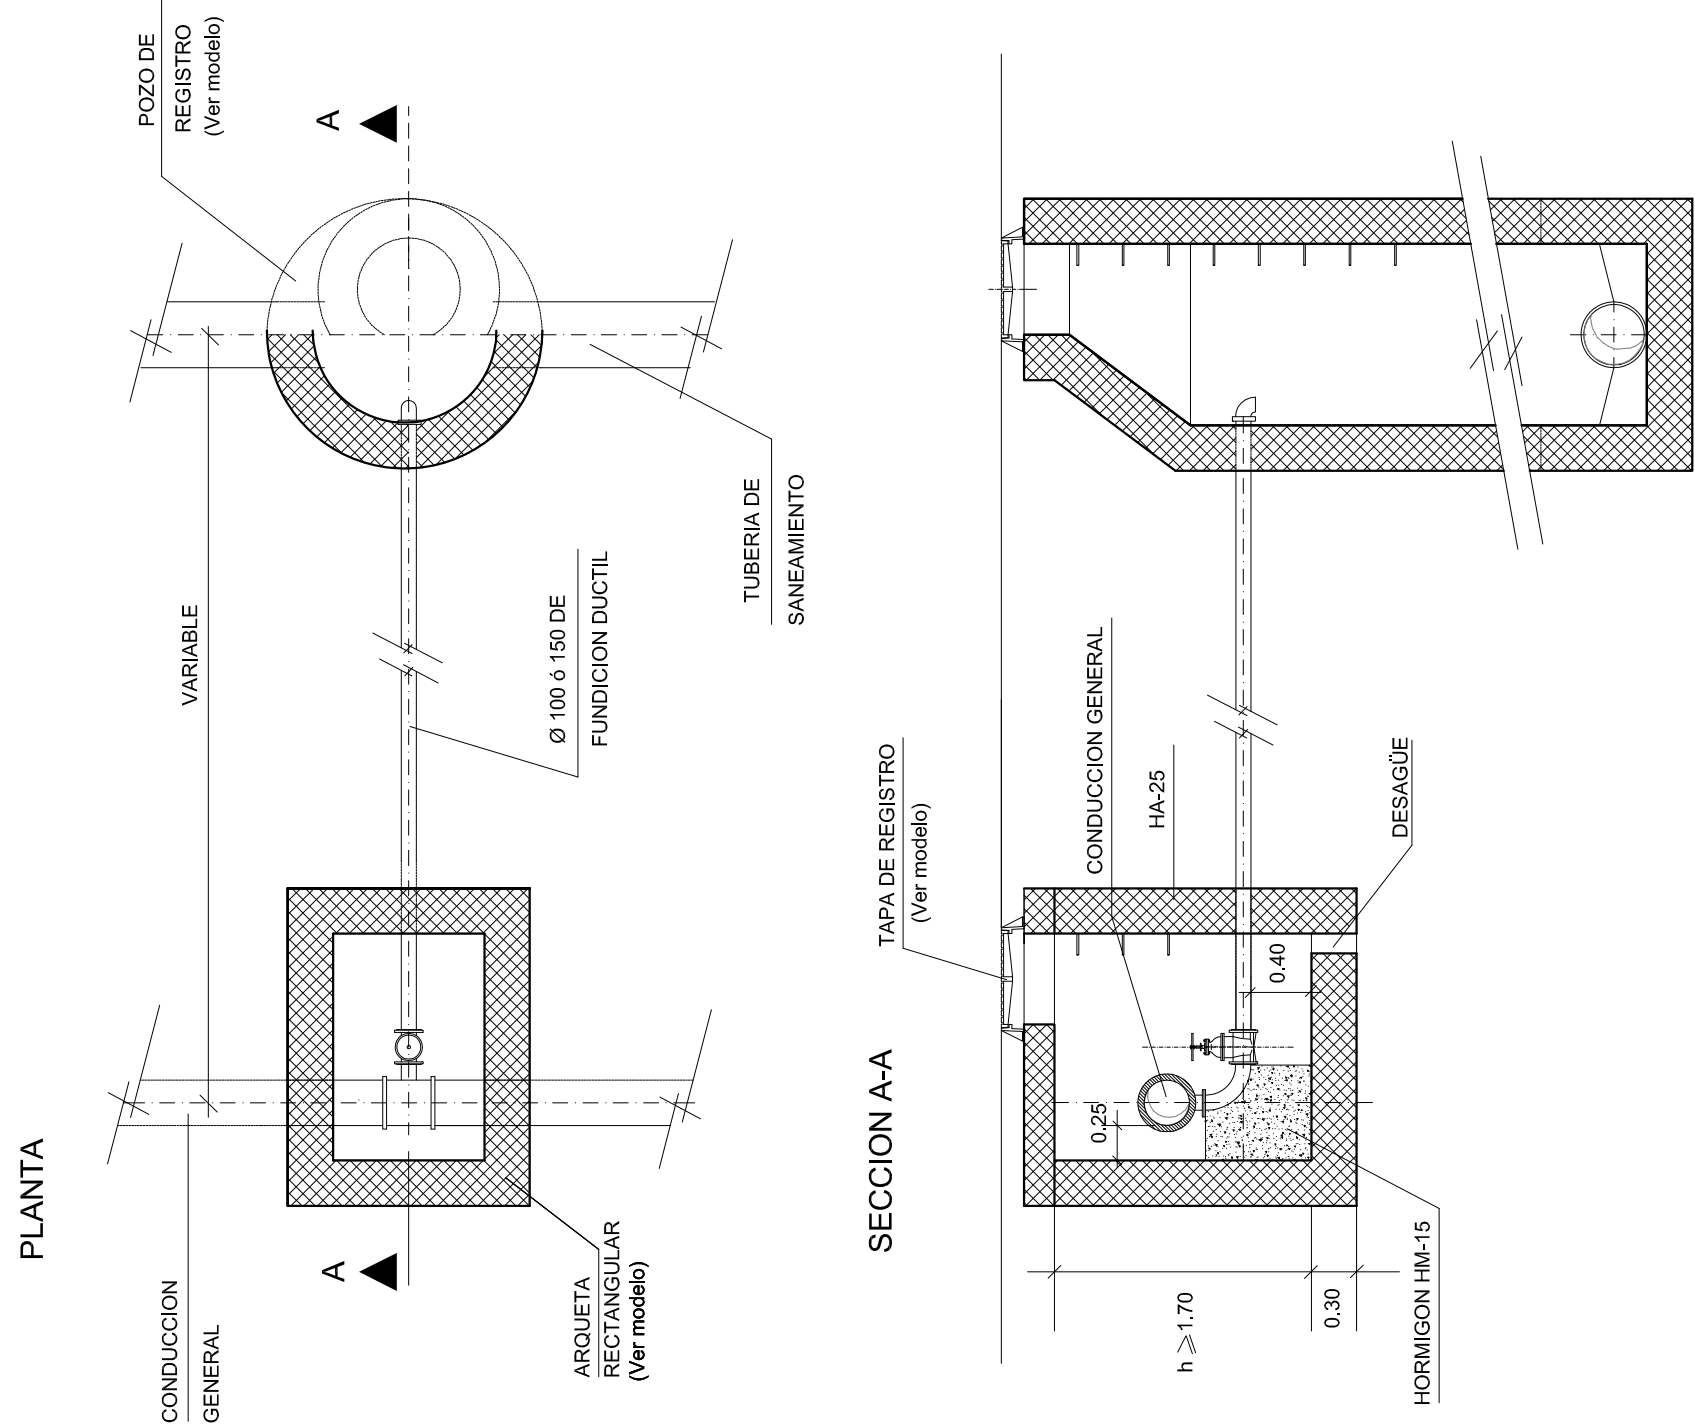 PLANTA
CONDUCCION
GENERAL
VARIABLE
POZO DE
REGISTRO
(Ver modelo)
A
A
ARQUETA
RECTANGULAR
(Ver modelo)
Ø 100 ó 150 DE
FUNDICION DUCTIL
TUBERIA DE
SANEAMIENTO
SECCION A-A
TAPA DE REGISTRO
(Ver modelo)
CONDUCCION GENERAL
HA-25
DESAGÜE
0.25
0.40
h ⩾1.70
0.30
HORMIGON HM-15